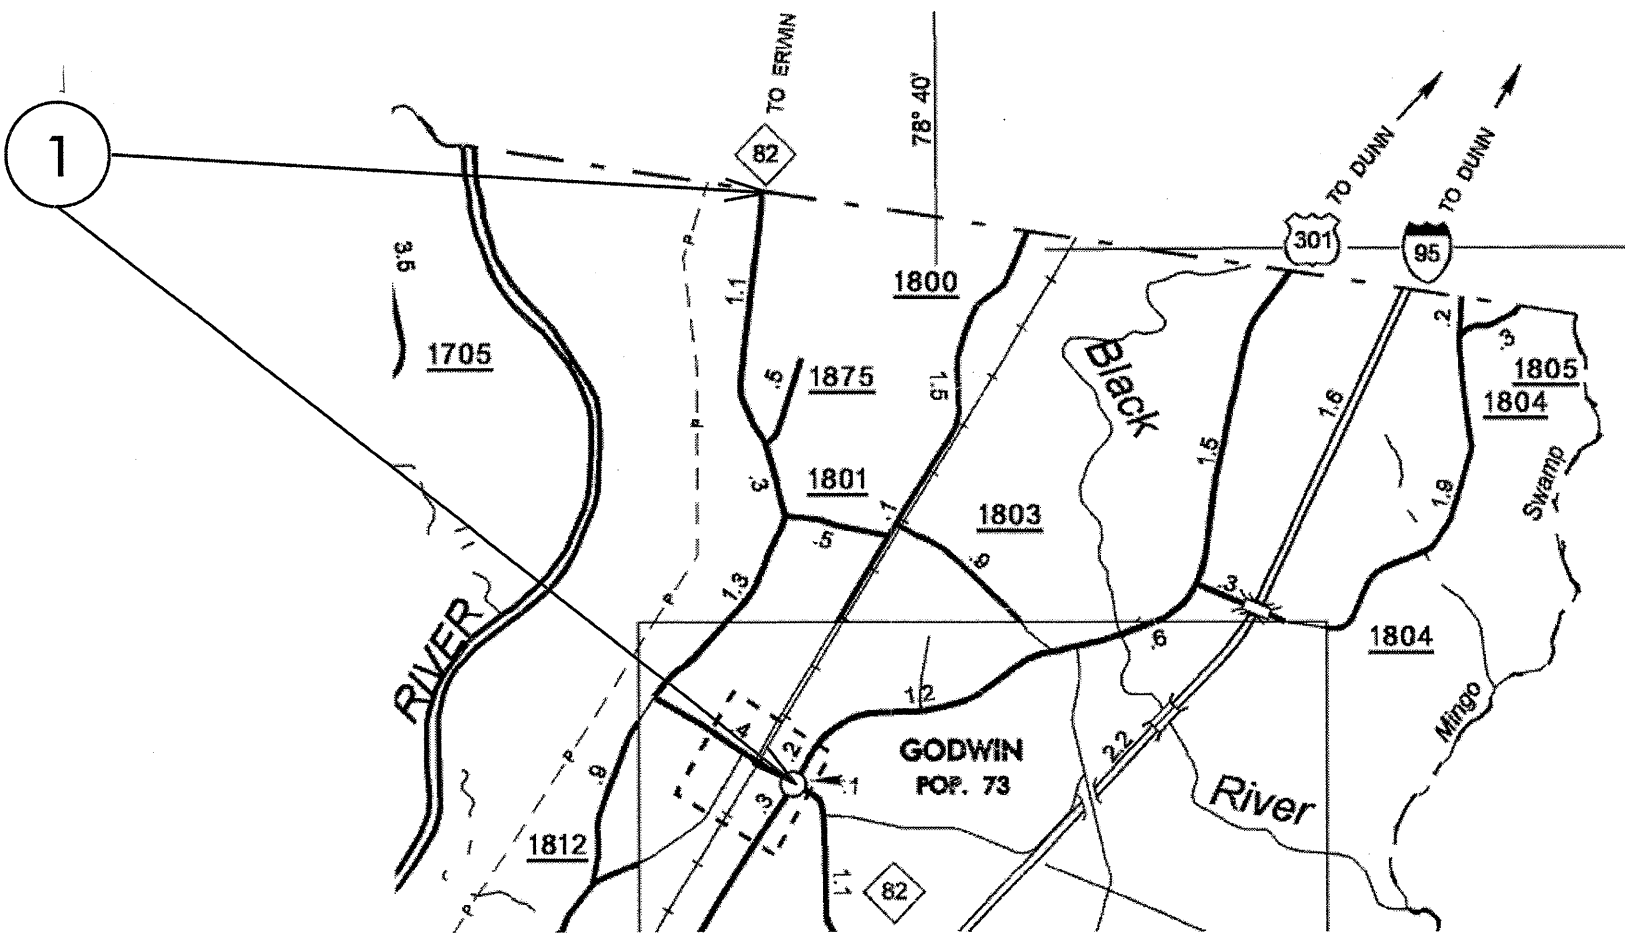 TO ERWIN
78° 40'
1
TO DUNN
TO DUNN
82
301
95
3.5
1.1
1800
.2
.3
1705
.5
1875
1.5
Black
1.6
1805
1804
1.5
.3
1801
.1
1803
1.9
Swamp
.5
.9
1.3
.3
RIVER
.6
1804
1.2
.4
.2
GODWIN
POP. 73
2.2
Mingo
.9
.3
.1
River
1812
1.1
82
P
P
P
P
P